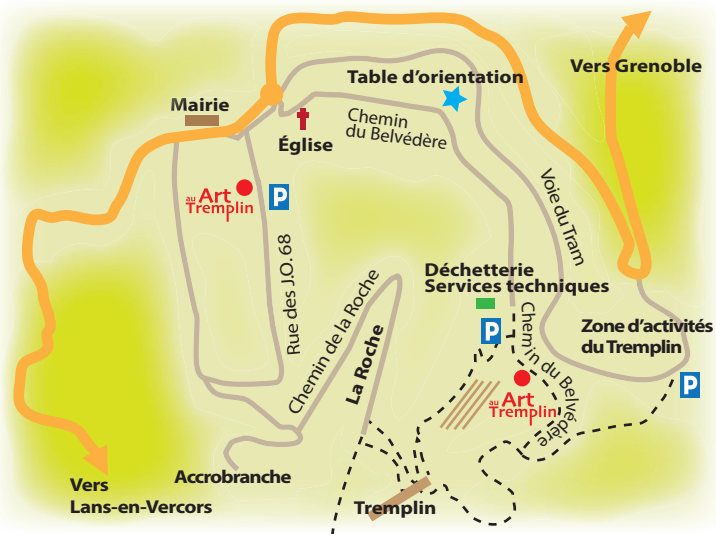 Vers Grenoble
Table d'orientation
Mairie
Chemin
du Belvédère
Église
au Art
Tremplin
P
Voie du Tram
Rue des J.O. 68
Déchetterie
Services techniques
Chemin de la Roche
La Roche
P
Chemin du Belvédère
Zone d'activités
du Tremplin
P
au Art
Tremplin
Accrobranche
Vers
Lans-en-Vercors
Tremplin